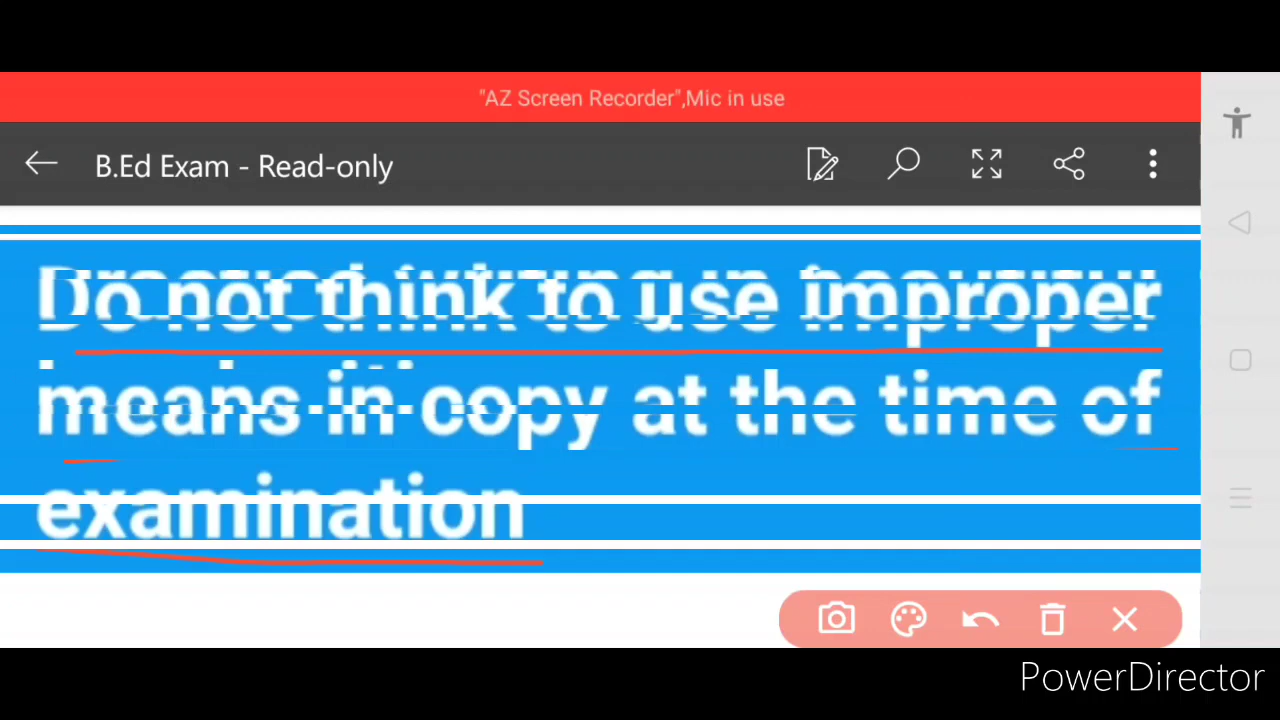 "AZ Screen Recorder",Mic in use
B.Ed Exam - Read-only
Do not think to use improper
means in copy at the time of
examination
PowerDirector